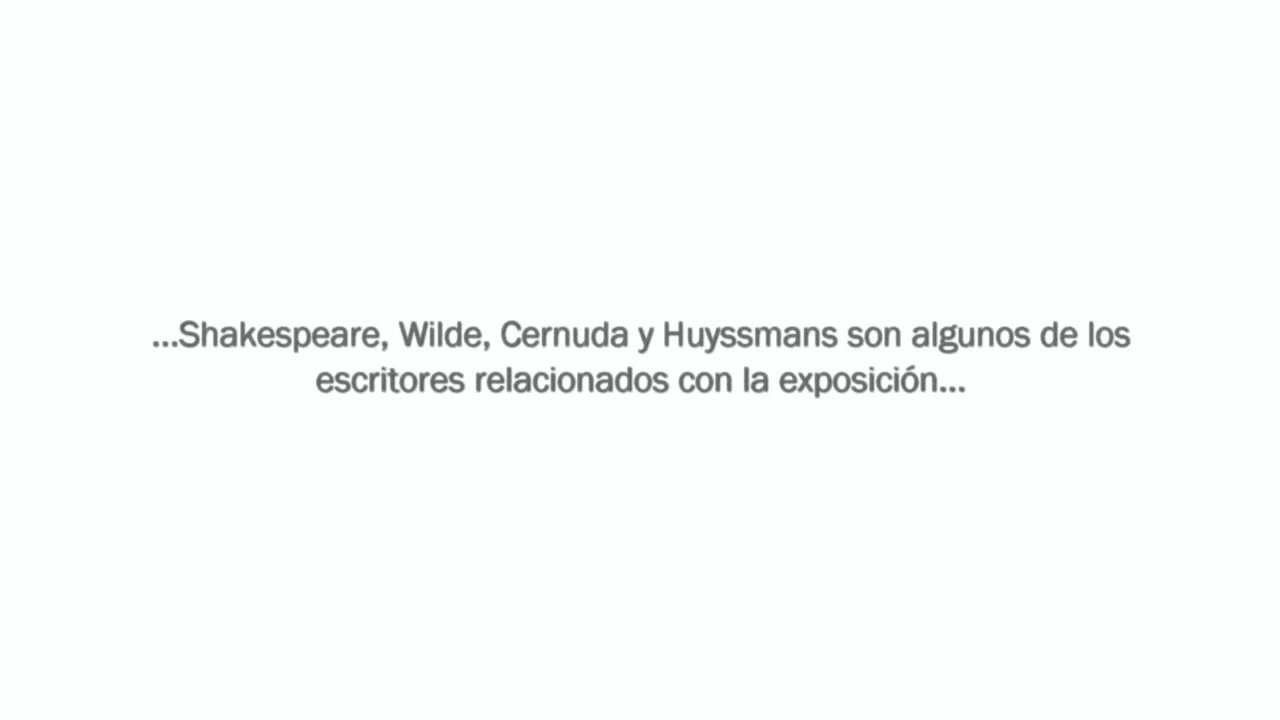 ...Shakespeare, Wilde, Cernuda y Huyssmans son algunos de los
escritores relacionados con la exposición...